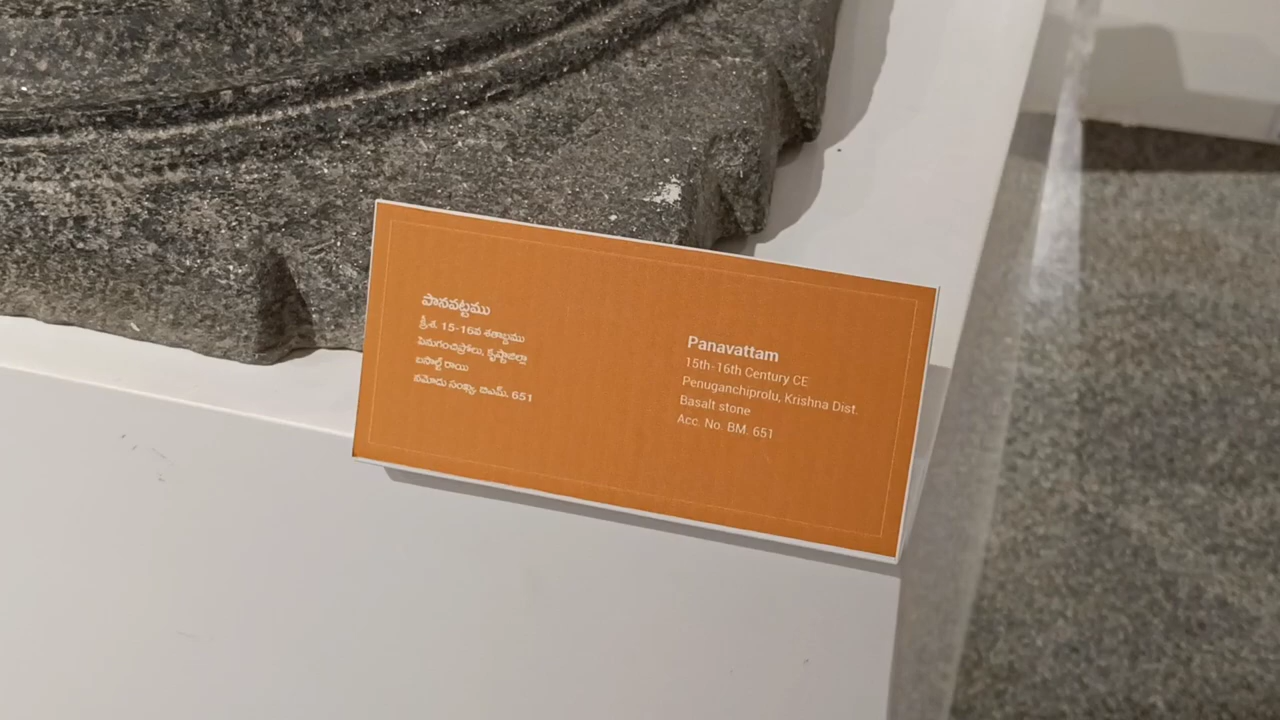 పానవట్టము
క్రీ.శ. 15-16వ శతాబ్దము
పెనుగంచిప్రోలు, కృష్ణాజిల్లా
బసాల్ట్ రాయి
నమోదు సంఖ్య. బిఎమ్. 651
Panavattam
15th-16th Century CE
Penuganchiprolu, Krishna Dist.
Basalt stone
Acc. No. BM. 651